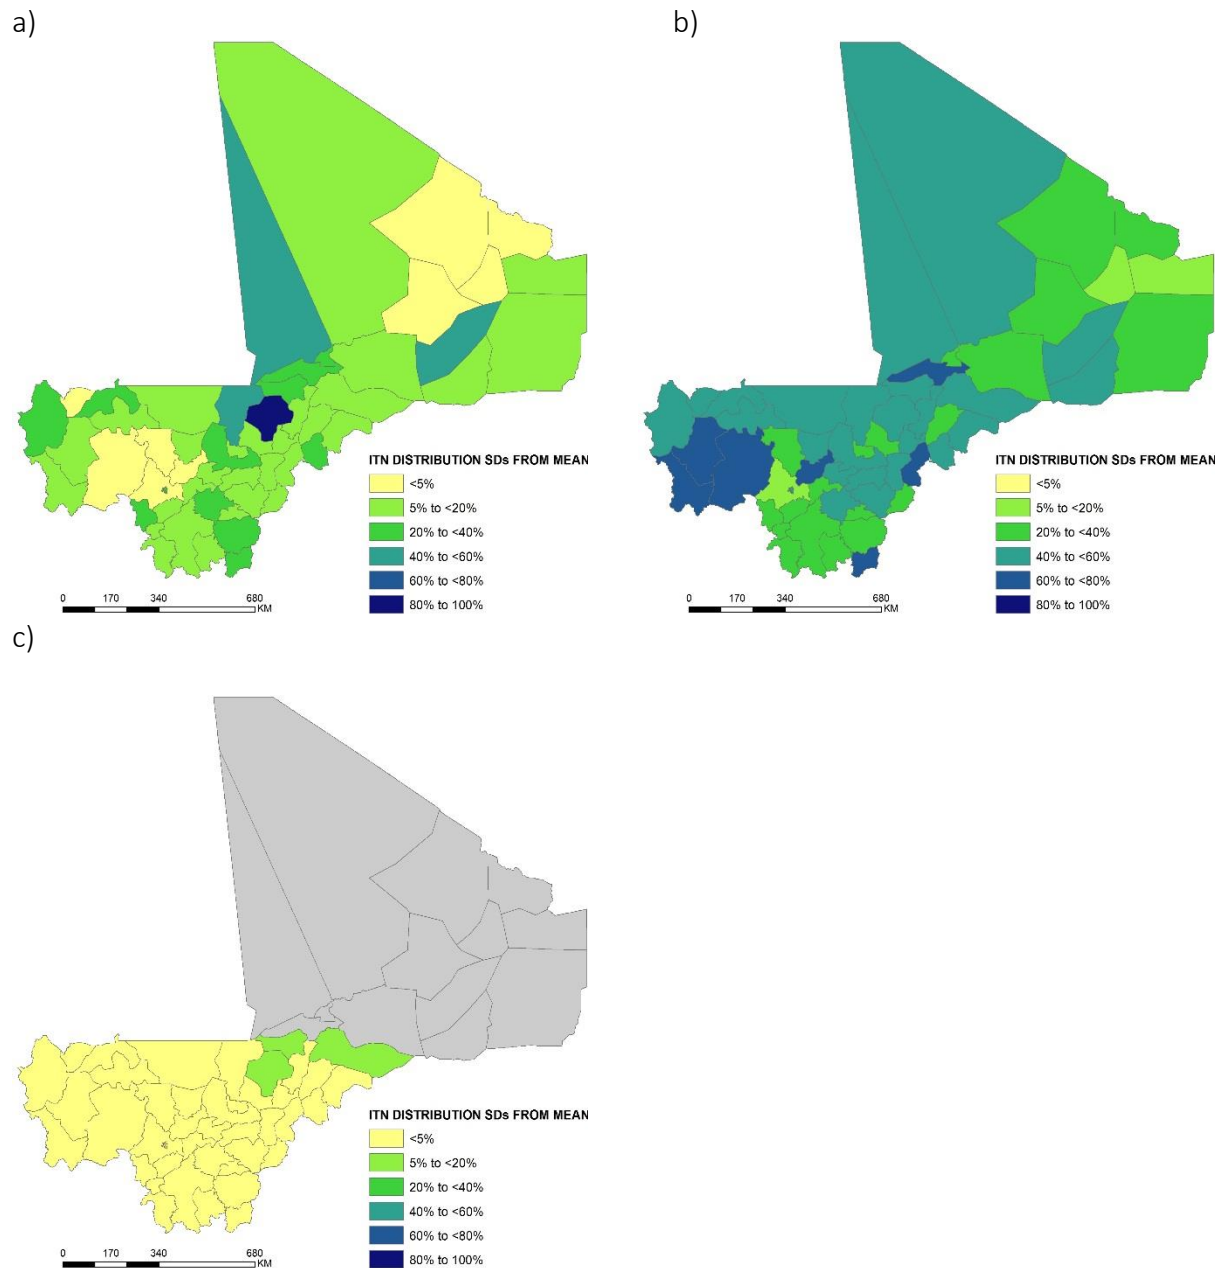 a)
b)
ITN DISTRIBUTION SDs FROM MEAN
<5%
5% to <20%
20% to <40%
40% to <60%
60% to <80%
80% to 100%
0 170 340 680
KM
ITN DISTRIBUTION SDs FROM MEAN
<5%
5% to <20%
20% to <40%
40% to <60%
60% to <80%
80% to 100%
0 170 340 680
KM
c)
ITN DISTRIBUTION SDs FROM MEAN
<5%
5% to <20%
20% to <40%
40% to <60%
60% to <80%
80% to 100%
0 170 340 680
KM